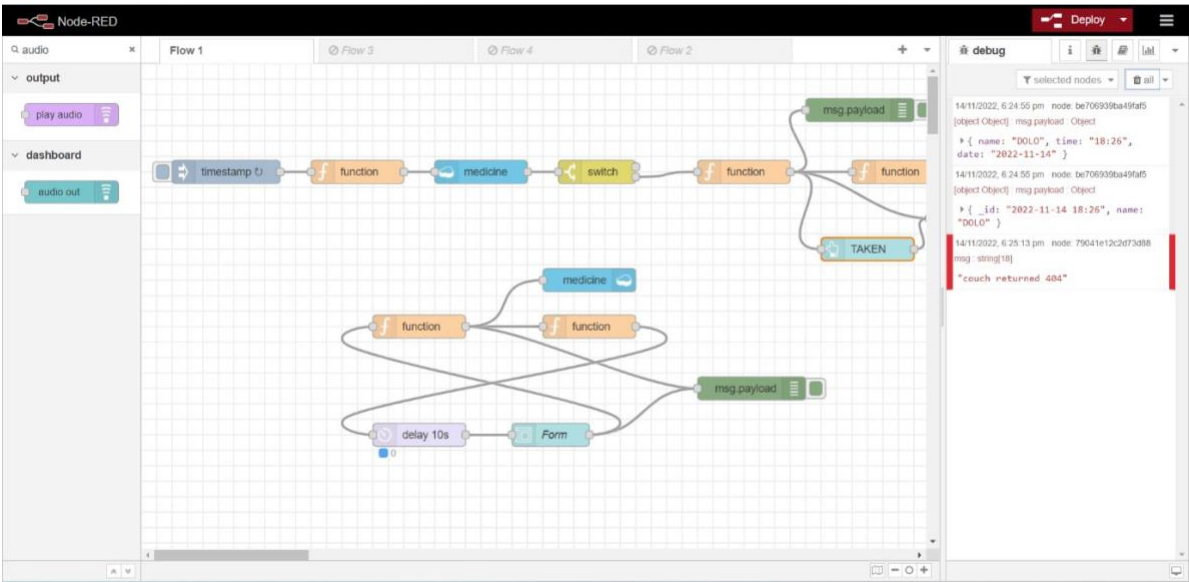 Node-RED
Deploy
audio
output
play audio
dashboard
audio out
Flow 1
Flow 3
Flow 4
Flow 2
timestamp ↻
function
medicine
switch
function
function
msg.payload
TAKEN
medicine
function
function
msg.payload
delay 10s
0
Form
debug
i
selected nodes
all
14/11/2022, 6:24:55 pm node: be706939ba49faf5
[object Object] : msg.payload : Object
{ name: "DOLO", time: "18:26",
date: "2022-11-14" }
14/11/2022, 6:24:55 pm node: be706939ba49faf5
[object Object] : msg.payload : Object
{ _id: "2022-11-14 18:26", name:
"DOLO" }
14/11/2022, 6:25:13 pm node: 79041e12c2d73d88
msg : string[18]
"couch returned 404"